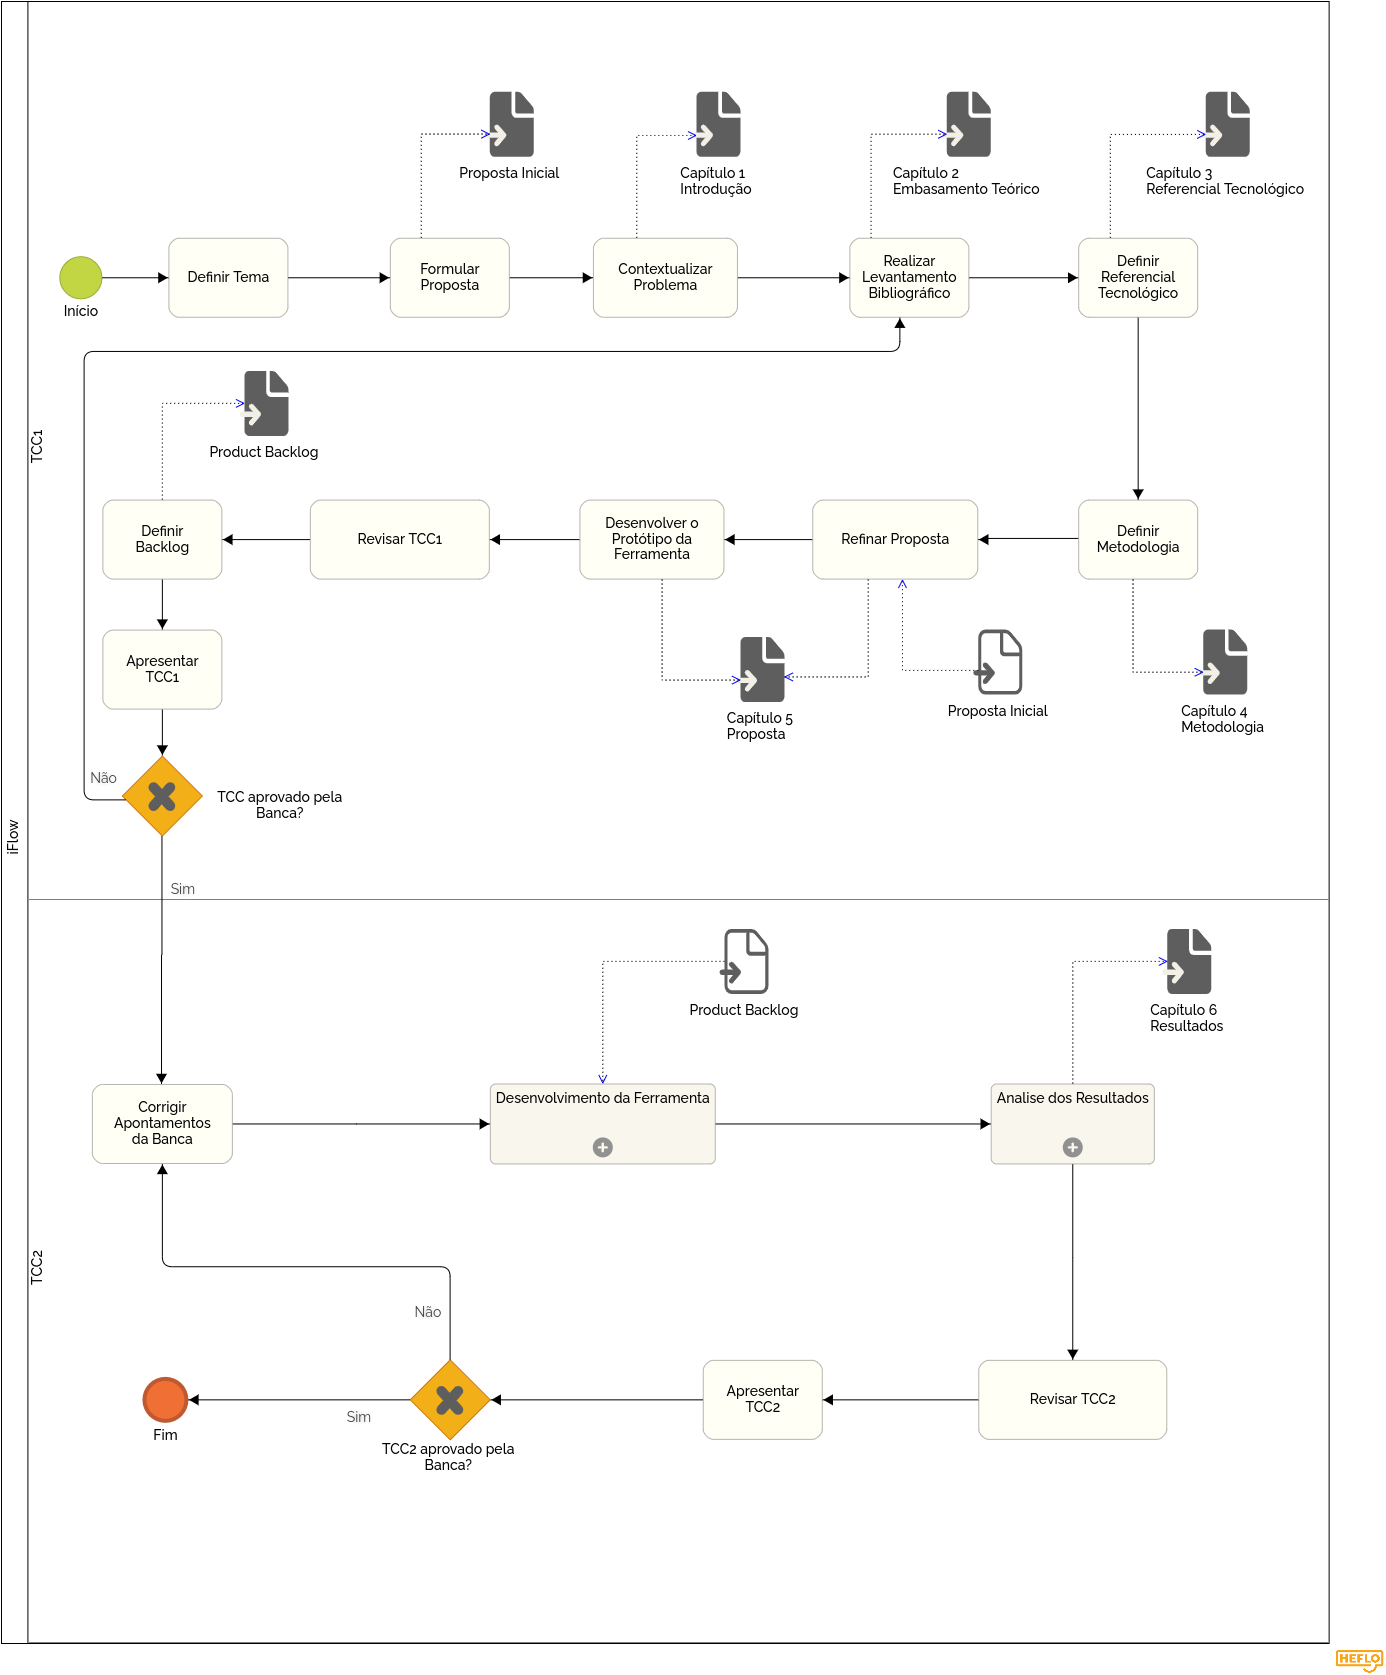 iFlow
TCC1
Proposta Inicial
Capítulo 1
Introdução
Capítulo 2
Embasamento Teórico
Capítulo 3
Referencial Tecnológico
Início
Definir Tema
Formular
Proposta
Contextualizar
Problema
Realizar
Levantamento
Bibliográfico
Definir
Referencial
Tecnológico
Product Backlog
Definir
Backlog
Revisar TCC1
Desenvolver o
Protótipo da
Ferramenta
Refinar Proposta
Definir
Metodologia
Apresentar
TCC1
Capítulo 5
Proposta
Proposta Inicial
Capítulo 4
Metodologia
Não
TCC aprovado pela
Banca?
Sim
TCC2
Product Backlog
Capítulo 6
Resultados
Corrigir
Apontamentos
da Banca
Desenvolvimento da Ferramenta
Analise dos Resultados
Não
Fim
Sim
TCC2 aprovado pela
Banca?
Apresentar
TCC2
Revisar TCC2
HEFLO